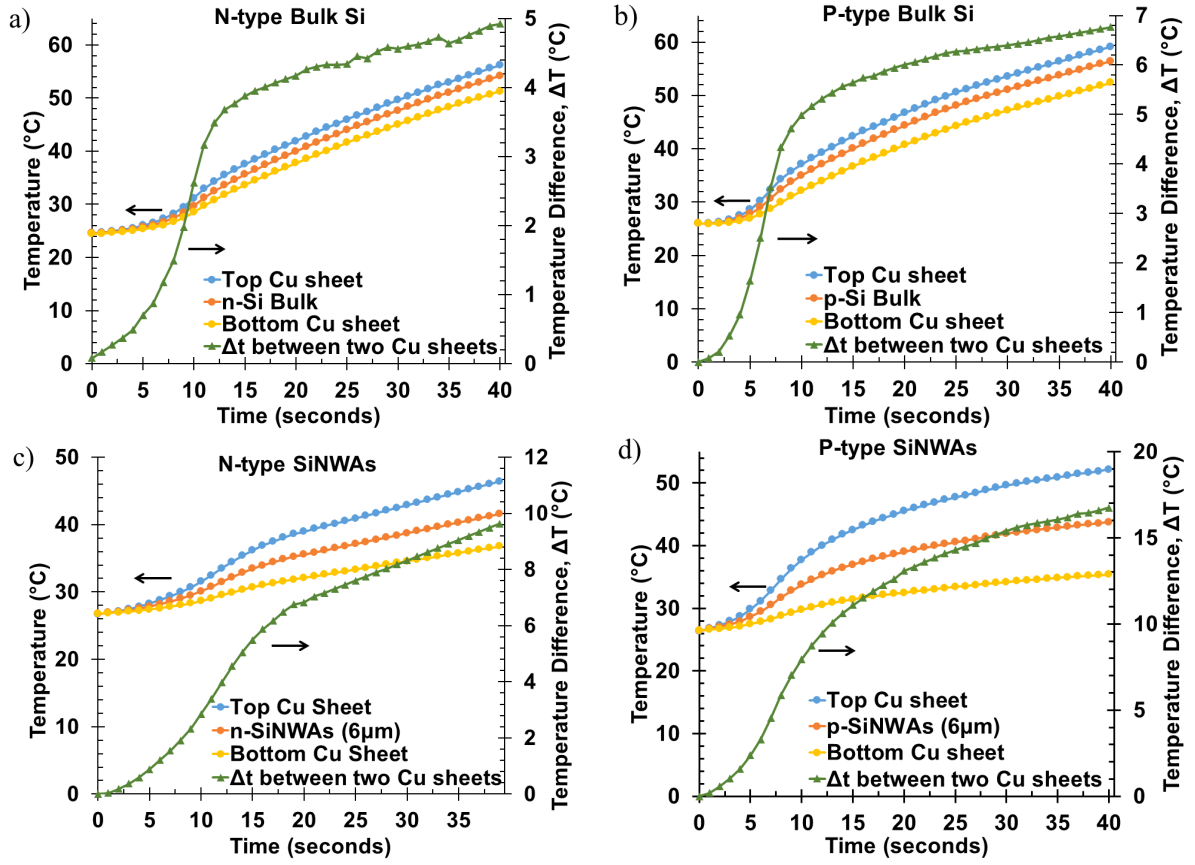 a)
N-type Bulk Si
Temperature (°C)
0
10
20
30
40
50
60
0
1
2
3
4
5
Temperature Difference, ΔT (°C)
Top Cu sheet
n-Si Bulk
Bottom Cu sheet
Δt between two Cu sheets
0 5 10 15 20 25 30 35 40
Time (seconds)
b)
P-type Bulk Si
Temperature (°C)
0
10
20
30
40
50
60
0
1
2
3
4
5
6
7
Temperature Difference, ΔT (°C)
Top Cu sheet
p-Si Bulk
Bottom Cu sheet
Δt between two Cu sheets
0 5 10 15 20 25 30 35 40
Time (seconds)
c)
N-type SiNWAs
Temperature (°C)
50
40
30
20
10
0
12
10
8
6
4
2
0
Temperature Difference, ΔT (°C)
Top Cu Sheet
n-SiNWAs (6µm)
Bottom Cu Sheet
Δt between two Cu sheets
0 5 10 15 20 25 30 35
Time (seconds)
d)
P-type SiNWAs
Temperature (°C)
50
40
30
20
10
0
20
15
10
5
0
Temperature Difference, ΔT (°C)
Top Cu sheet
p-SiNWAs (6µm)
Bottom Cu sheet
Δt between two Cu sheets
0 5 10 15 20 25 30 35 40
Time (seconds)